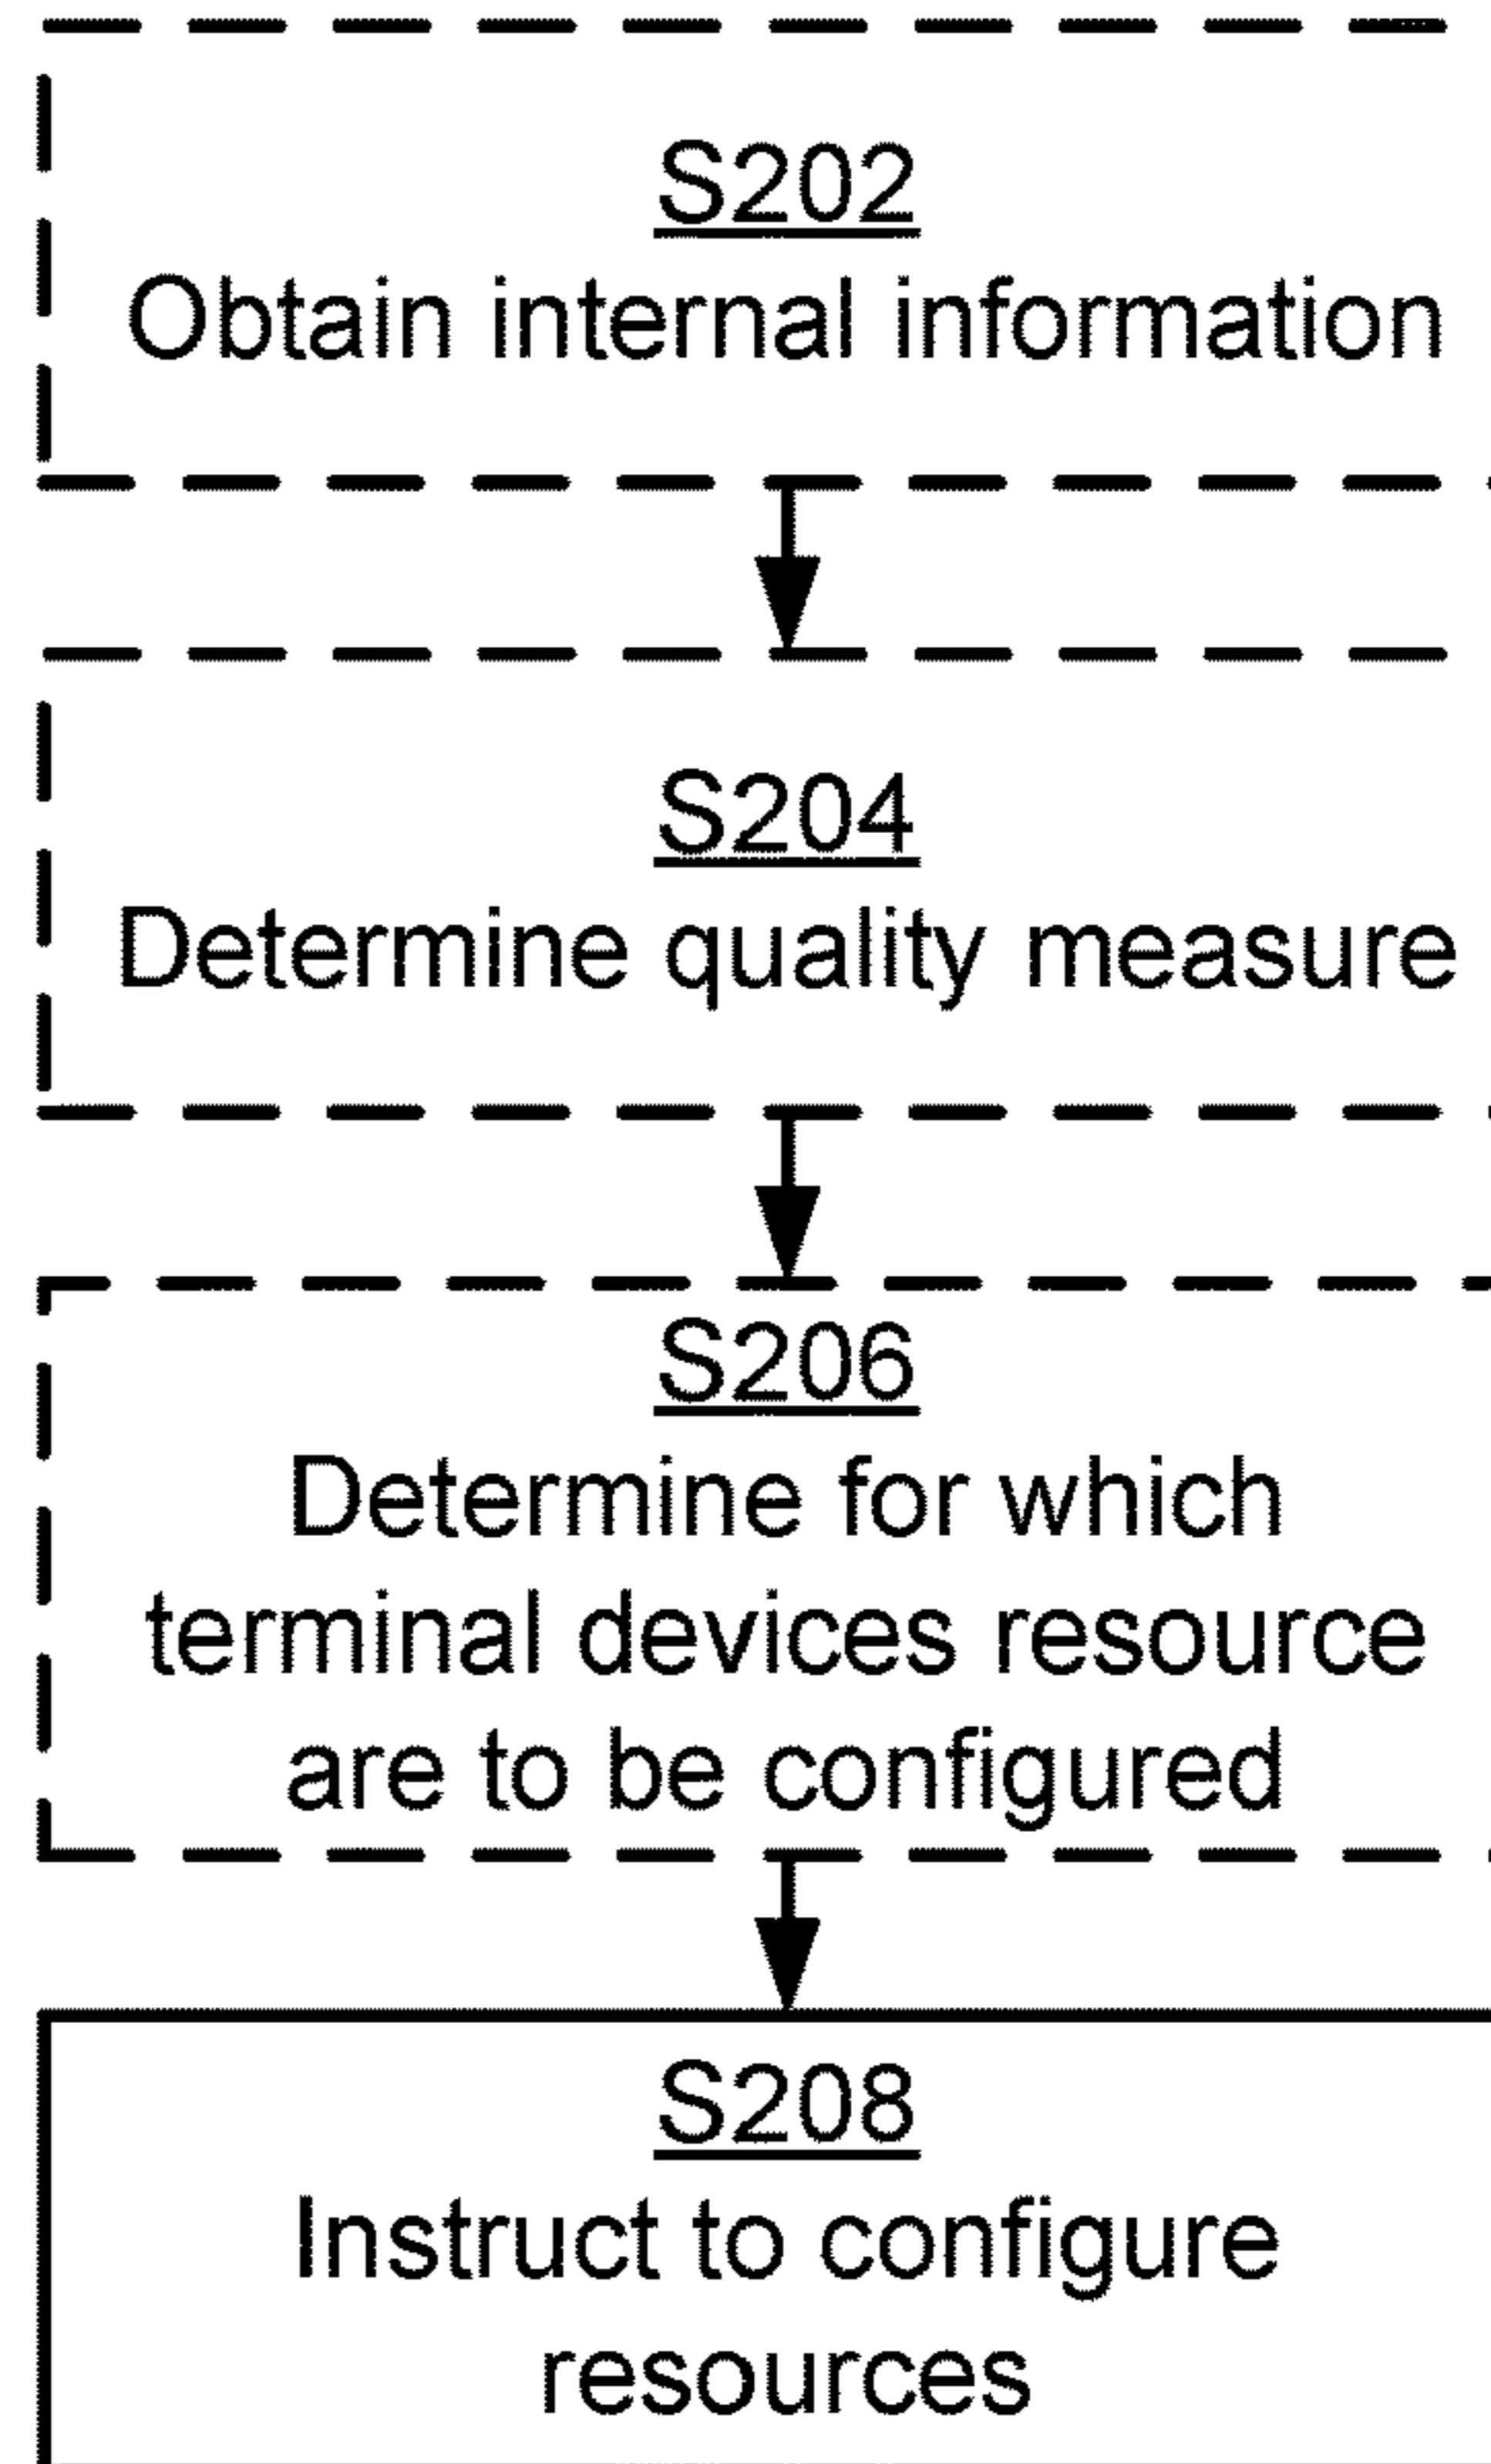 S202
Obtain internal information
S204
Determine quality measure
S206
Determine for which
terminal devices resource
are to be configured
S208
Instruct to configure
resources